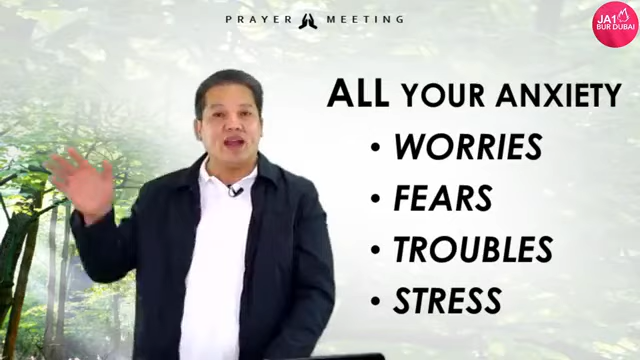 PRAYER MEETING
JA1
BUR DUBAI
ALL YOUR ANXIETY
• WORRIES
• FEARS
• TROUBLES
• STRESS